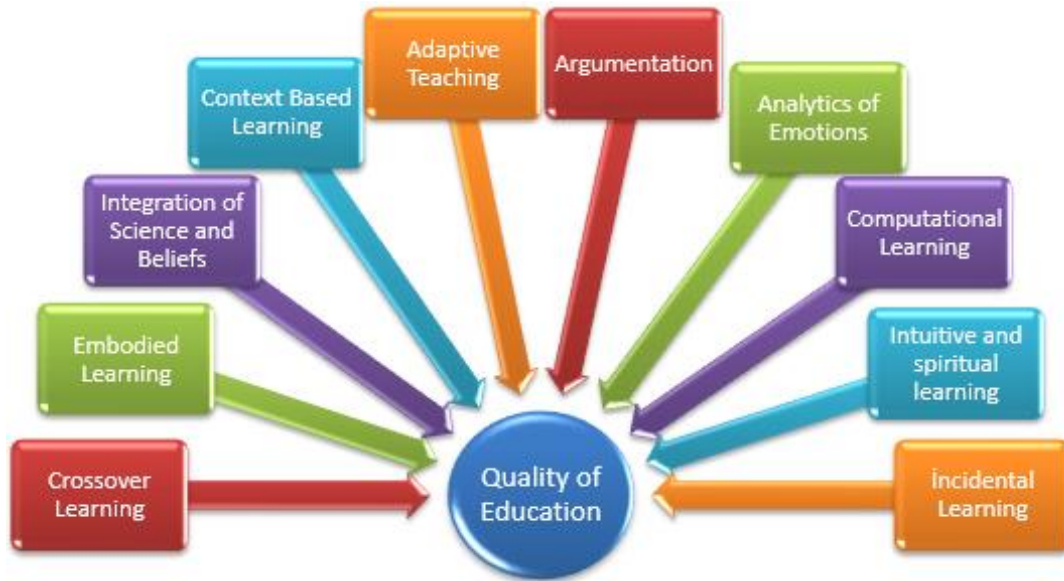 Adaptive
Teaching
Argumentation
Context Based
Learning
Analytics of
Emotions
Integration of
Science and
Beliefs
Computational
Learning
Embodied
Learning
Intuitive and
spiritual
learning
Crossover
Learning
Quality of
Education
İncidental
Learning